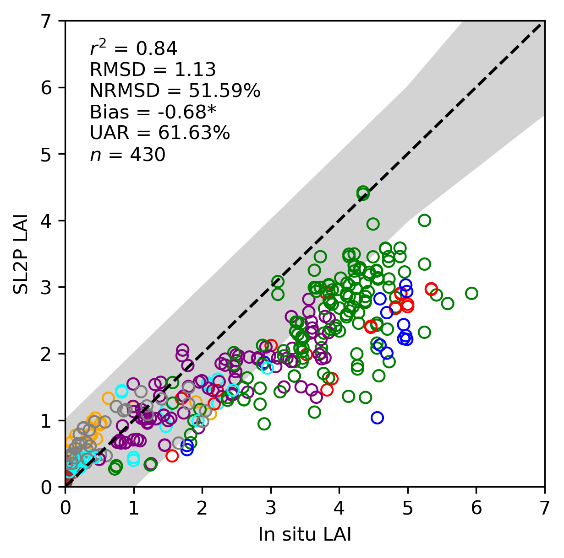 r² = 0.84
RMSD = 1.13
NRMSD = 51.59%
Bias = -0.68*
UAR = 61.63%
n = 430
7
6
5
4
3
2
1
0
SL2P LAI
0 1 2 3 4 5 6 7
In situ LAI